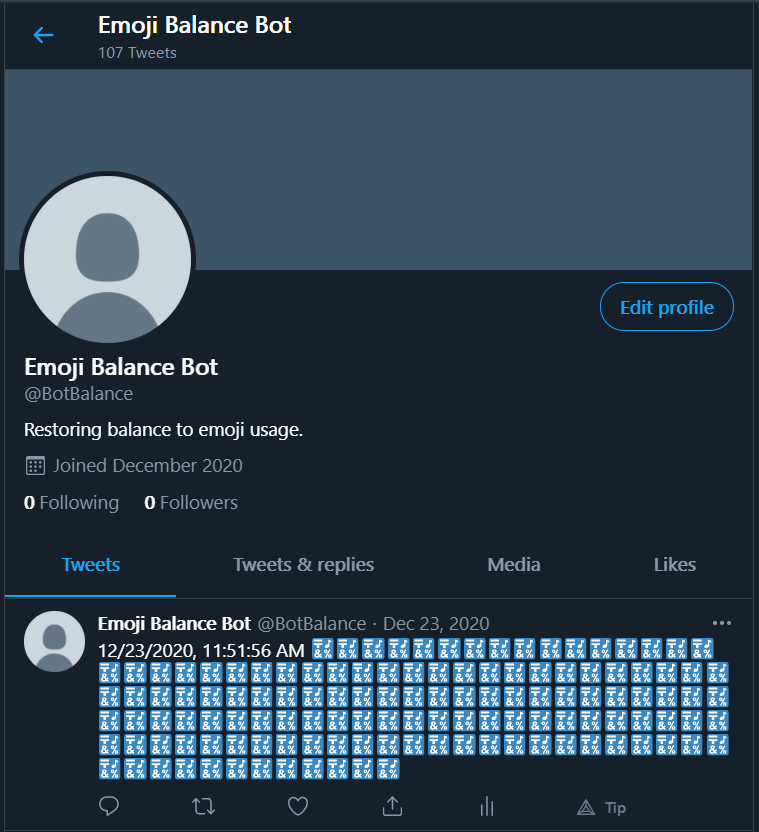 Emoji Balance Bot
107 Tweets
Edit profile
Emoji Balance Bot
@BotBalance
Restoring balance to emoji usage.
Joined December 2020
0 Following 0 Followers
Tweets Tweets & replies Media Likes
Emoji Balance Bot @BotBalance · Dec 23, 2020
12/23/2020, 11:51:56 AM 🔣🔣🔣🔣🔣🔣🔣🔣🔣🔣🔣🔣🔣🔣🔣🔣
🔣🔣🔣🔣🔣🔣🔣🔣🔣🔣🔣🔣🔣🔣🔣🔣🔣🔣🔣🔣🔣🔣🔣🔣🔣
🔣🔣🔣🔣🔣🔣🔣🔣🔣🔣🔣🔣🔣🔣🔣🔣🔣🔣🔣🔣🔣🔣🔣🔣🔣
🔣🔣🔣🔣🔣🔣🔣🔣🔣🔣🔣🔣🔣🔣🔣🔣🔣🔣🔣🔣🔣🔣🔣🔣🔣
🔣🔣🔣🔣🔣🔣🔣🔣🔣🔣🔣🔣🔣🔣🔣🔣🔣🔣🔣🔣🔣🔣🔣🔣🔣
🔣🔣🔣🔣🔣🔣🔣🔣🔣🔣🔣🔣
Tip